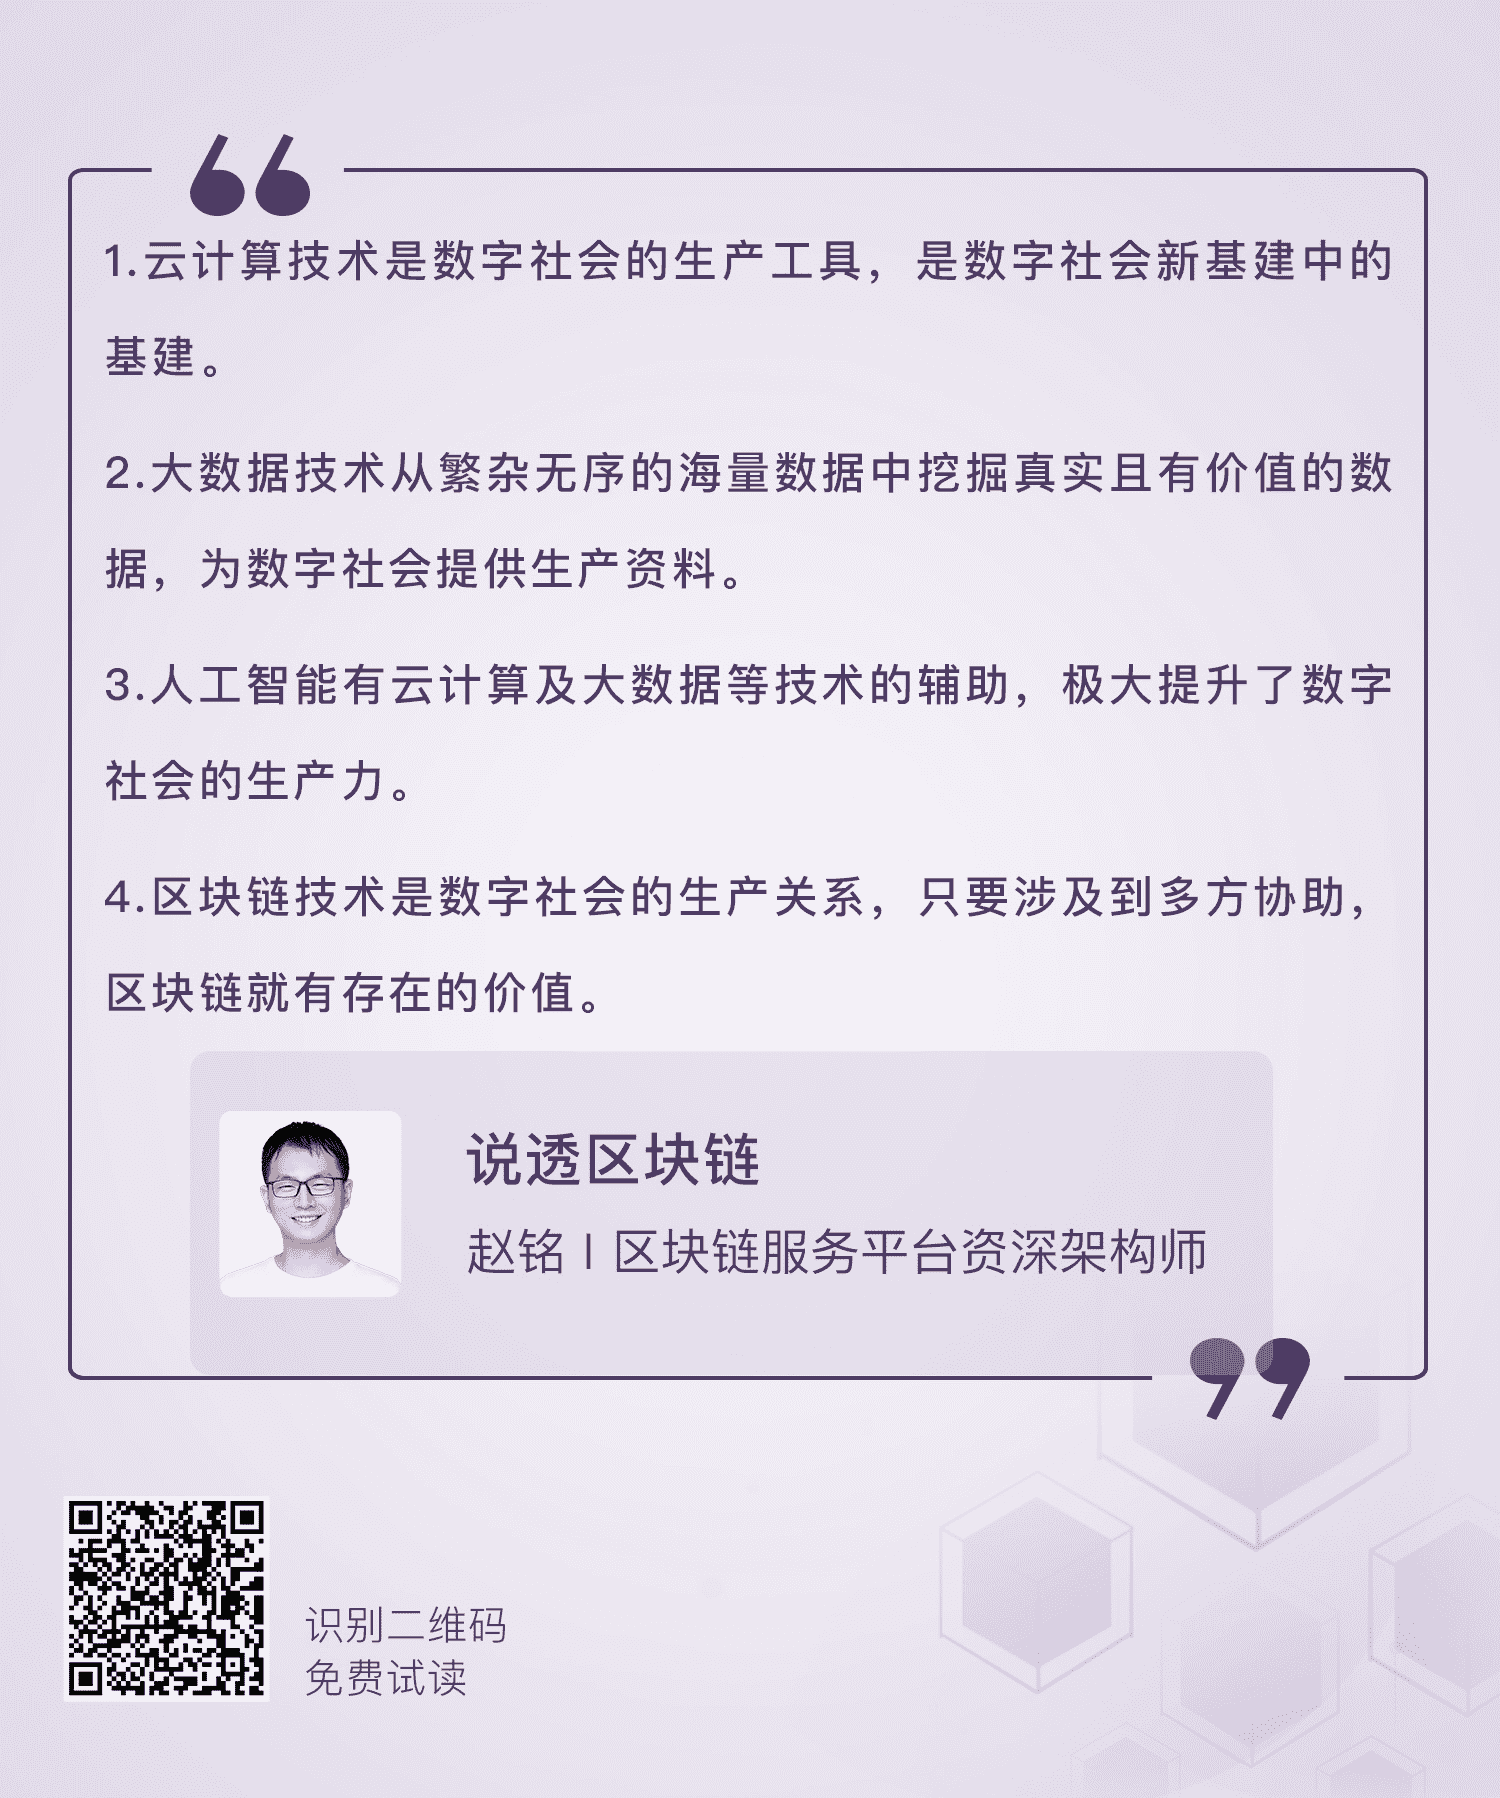 1.云计算技术是数字社会的生产工具，是数字社会新基建中的
基建。
2.大数据技术从繁杂无序的海量数据中挖掘真实且有价值的数
据，为数字社会提供生产资料。
3.人工智能有云计算及大数据等技术的辅助，极大提升了数字
社会的生产力。
4.区块链技术是数字社会的生产关系，只要涉及到多方协助，
区块链就有存在的价值。
说透区块链
赵铭 | 区块链服务平台资深架构师
识别二维码
免费试读